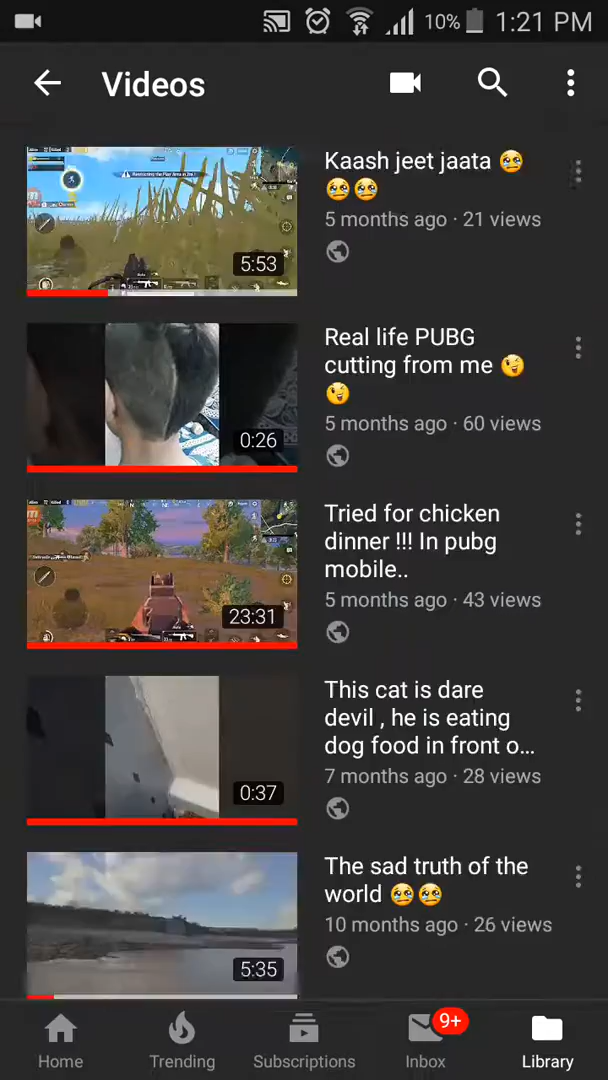 10% 1:21 PM
Videos
Kaash jeet jaata 😢
😢😢
5 months ago · 21 views
5:53
Real life PUBG
cutting from me 😉
😉
5 months ago · 60 views
0:26
Tried for chicken
dinner !!! In pubg
mobile..
5 months ago · 43 views
23:31
This cat is dare
devil , he is eating
dog food in front o...
7 months ago · 28 views
0:37
The sad truth of the
world 😢😢
10 months ago · 26 views
5:35
9+
Home
Trending
Subscriptions
Inbox
Library